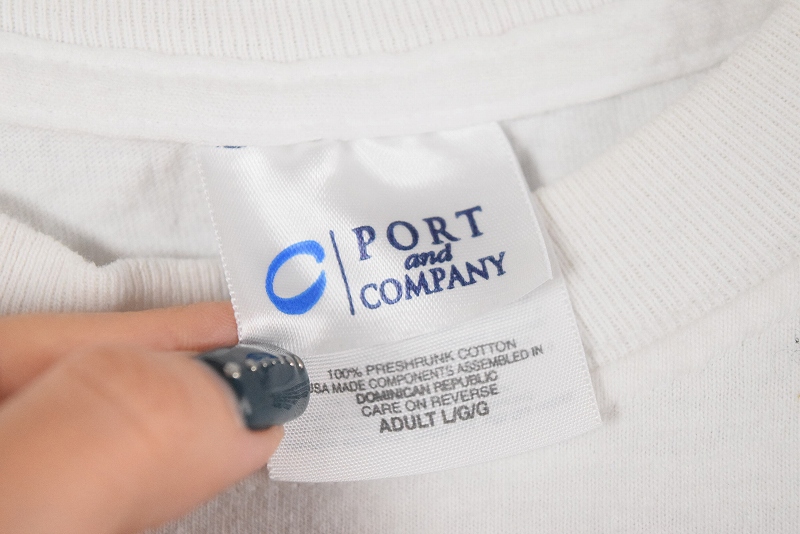 PORT
and
COMPANY
100% PRESHRUNK COTTON
USA MADE COMPONENTS ASSEMBLED IN
DOMINICAN REPUBLIC
CARE ON REVERSE
ADULT L/G/G